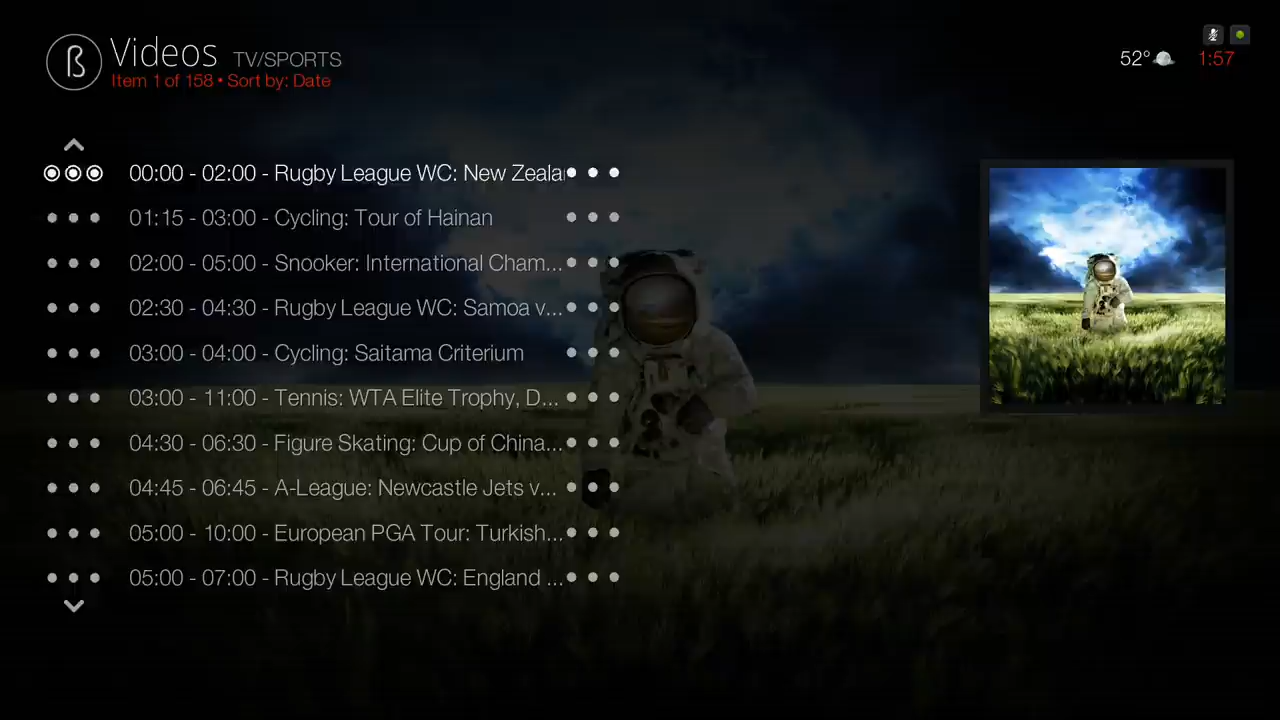 ß Videos TV/SPORTS
Item 1 of 158 • Sort by: Date
52° 1:57
00:00 - 02:00 - Rugby League WC: New Zeala
01:15 - 03:00 - Cycling: Tour of Hainan
02:00 - 05:00 - Snooker: International Cham...
02:30 - 04:30 - Rugby League WC: Samoa v...
03:00 - 04:00 - Cycling: Saitama Criterium
03:00 - 11:00 - Tennis: WTA Elite Trophy, D...
04:30 - 06:30 - Figure Skating: Cup of China...
04:45 - 06:45 - A-League: Newcastle Jets v...
05:00 - 10:00 - European PGA Tour: Turkish...
05:00 - 07:00 - Rugby League WC: England ...